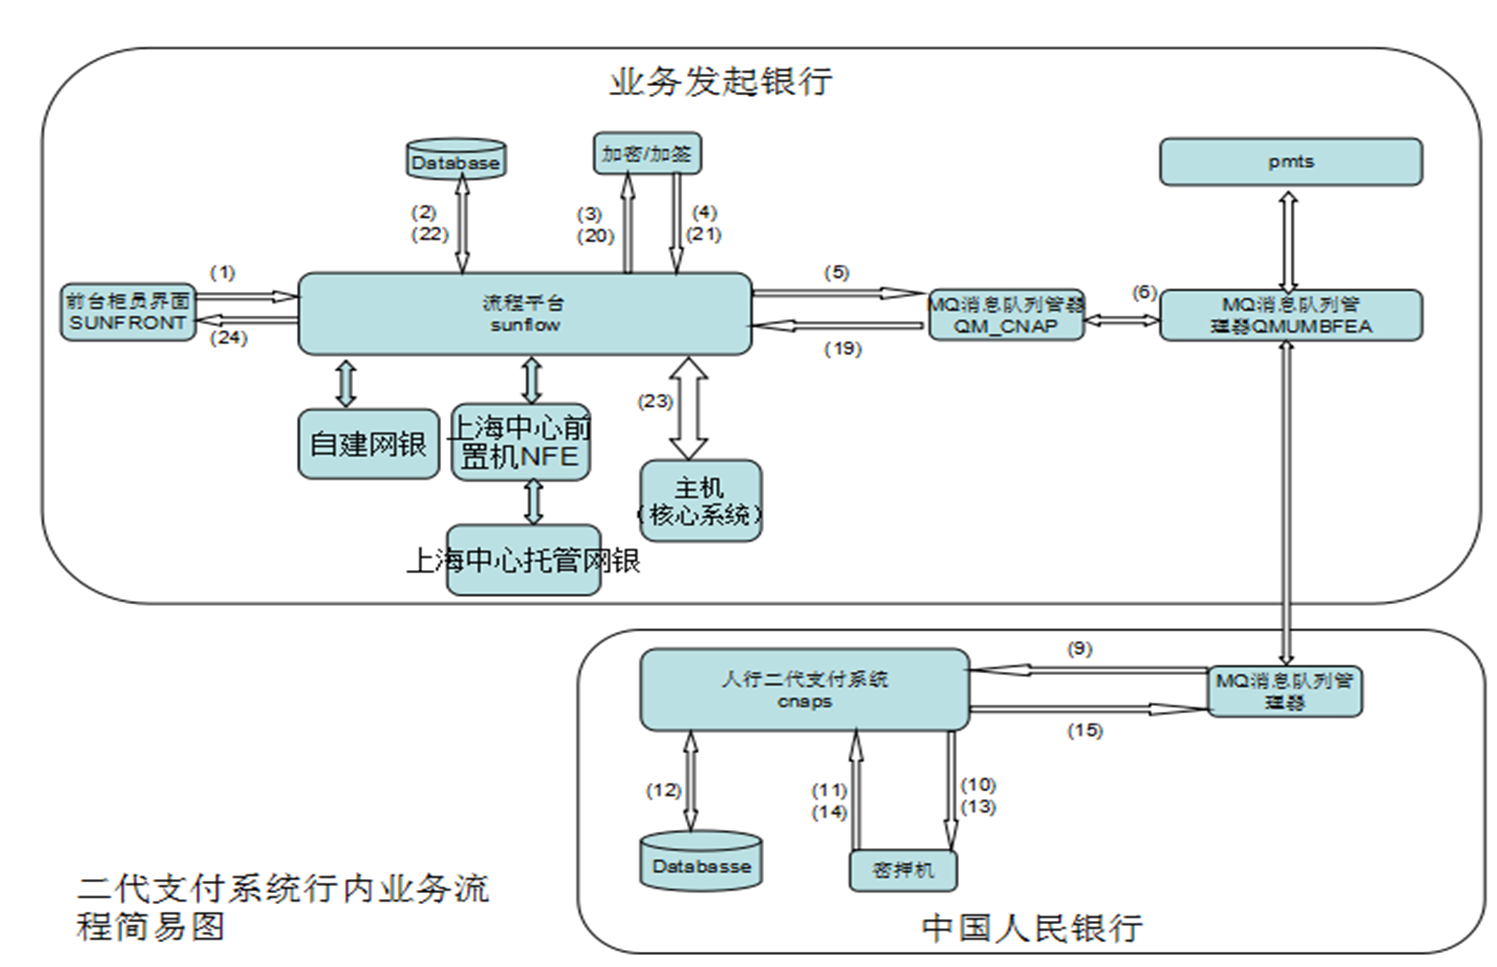 业务发起银行
Database
加密/加签
pmts
(2)
(22)
(3)
(20)
(4)
(21)
(1)
前台柜员界面
SUNFRONT
(24)
流程平台
sunflow
(5)
(19)
MQ消息队列管器
QM_CNAP
(6)
MQ消息队列管
理器QMUMBFEA
(23)
自建网银
上海中心前
置机NFE
主机
(核心系统)
上海中心托管网银
人行二代支付系统
cnaps
(9)
(15)
MQ消息队列管
理器
(12)
(11)
(14)
(10)
(13)
Databasse
密押机
二代支付系统行内业务流
程简易图
中国人民银行